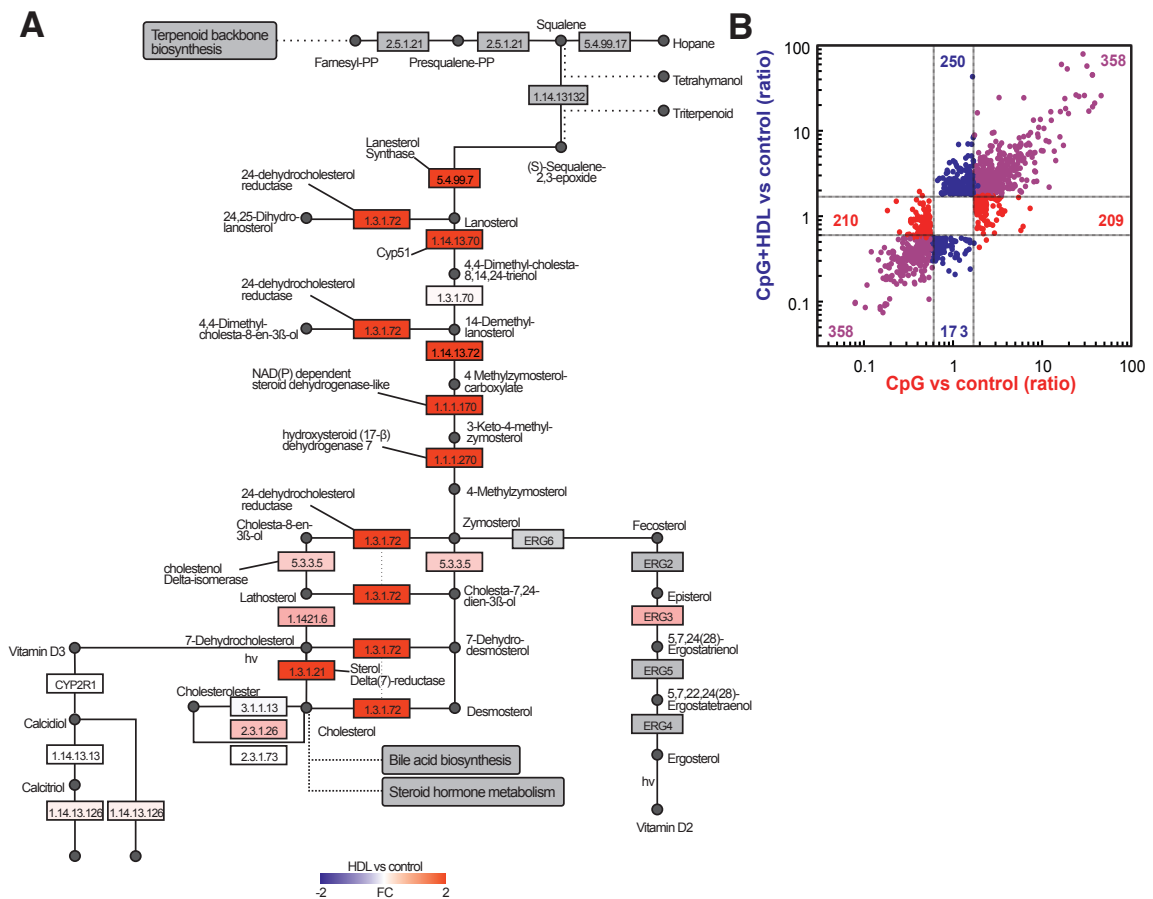 A
Terpenoid backbone
biosynthesis
2.5.1.21
2.5.1.21
Squalene
5.4.99.17
Hopane
Farnesyl-PP
Presqualene-PP
Tetrahymanol
1.14.13132
Triterpenoid
Lanesterol
Synthase
(S)-Sequalene-
2,3-epoxide
5.4.99.7
24-dehydrocholesterol
reductase
24,25-Dihydro-
lanosterol
1.3.1.72
Lanosterol
1.14.13.70
Cyp51
4,4-Dimethyl-cholesta-
8,14,24-trienol
1.3.1.70
24-dehydrocholesterol
reductase
4,4-Dimethyl-
cholesta-8-en-3ß-ol
1.3.1.72
14-Demethyl-
lanosterol
1.14.13.72
NAD(P) dependent
steroid dehydrogenase-like
4 Methylzymosterol-
carboxylate
1.1.1.170
3-Keto-4-methyl-
zymosterol
hydroxysteroid (17-β)
dehydrogenase 7
1.1.1.270
4-Methylzymosterol
24-dehydrocholesterol
reductase
Cholesta-8-en-
3ß-ol
1.3.1.72
Zymosterol
ERG6
Fecosterol
cholestenol
Delta-isomerase
5.3.3.5
5.3.3.5
ERG2
Lathosterol
1.3.1.72
Cholesta-7,24-
dien-3ß-ol
Episterol
1.1421.6
ERG3
Vitamin D3
7-Dehydrocholesterol
1.3.1.72
7-Dehydro-
desmosterol
5,7,24(28)-
Ergostatrienol
hv
1.3.1.21
Sterol
Delta(7)-reductase
ERG5
CYP2R1
Cholesterolester
3.1.1.13
1.3.1.72
Desmosterol
5,7,22,24(28)-
Ergostatetraenol
Calcidiol
2.3.1.26
Cholesterol
ERG4
1.14.13.13
2.3.1.73
Bile acid biosynthesis
Ergosterol
Calcitriol
Steroid hormone metabolism
hv
1.14.13.126
1.14.13.126
Vitamin D2
HDL vs control
-2
FC
2
B
CpG+HDL vs control (ratio)
100
10
1
0.1
250
358
210
209
358
173
0.1
1
10
100
CpG vs control (ratio)